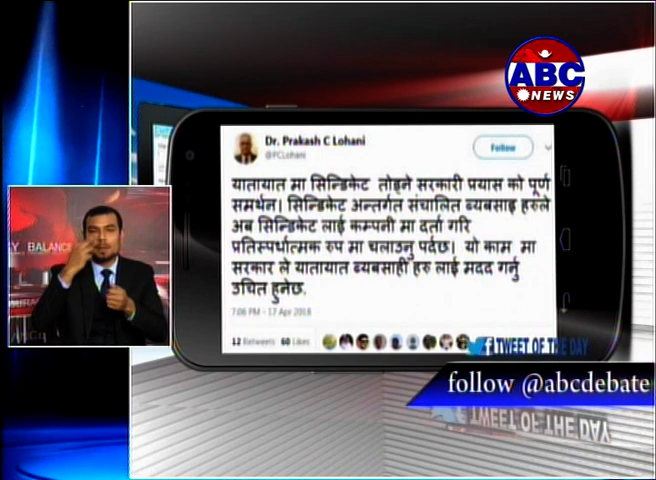 ABC
NEWS
Dr. Prakash C Lohani
@PCLohani
Follow
यातायात मा सिन्डिकेट तोड्ने सरकारी प्रयास को पूर्ण
समर्थन। सिन्डिकेट अन्तर्गत संचालित ब्यबसाइ हरुले
अब सिन्डिकेट लाई कम्पनी मा दर्ता गरि
प्रतिस्पर्धात्मक रुप मा चलाउनु पर्दछ। यो काम मा
सरकार ले यातायात ब्यबसाही हरु लाई मदद गर्नु
उचित हुनेछ.
7:06 PM - 17 Apr 2018
12 Retweets 60 Likes
TWEET OF THE DAY
follow @abcdebate
TWEET OF THE DAY
BALANCE